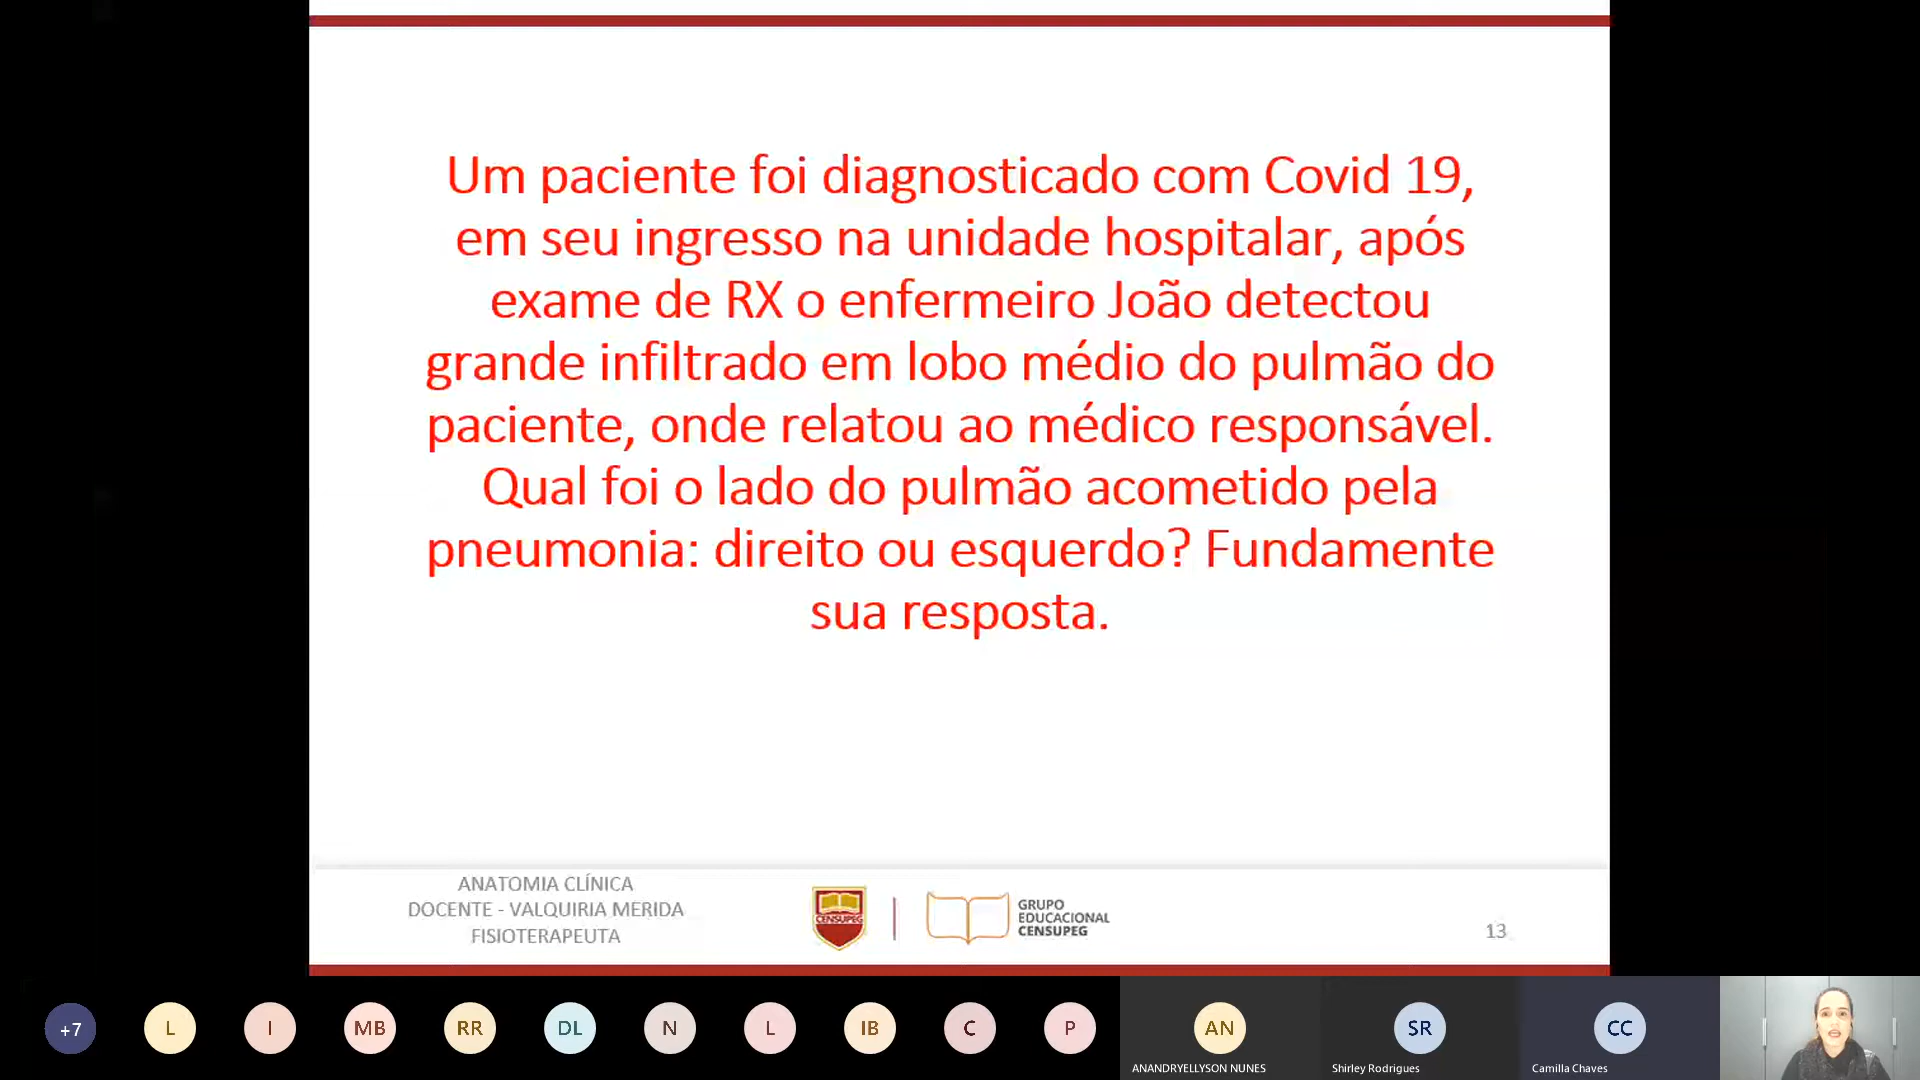 Um paciente foi diagnosticado com Covid 19,
em seu ingresso na unidade hospitalar, após
exame de RX o enfermeiro João detectou
grande infiltrado em lobo médio do pulmão do
paciente, onde relatou ao médico responsável.
Qual foi o lado do pulmão acometido pela
pneumonia: direito ou esquerdo? Fundamente
sua resposta.
ANATOMIA CLÍNICA
DOCENTE - VALQUIRIA MERIDA
FISIOTERAPEUTA
CENSUPEG
GRUPO
EDUCACIONAL
CENSUPEG
13
+7
L
I
MB
RR
DL
N
L
IB
C
P
AN
SR
CC
ANANDRYELLYSON NUNES
Shirley Rodrigues
Camilla Chaves